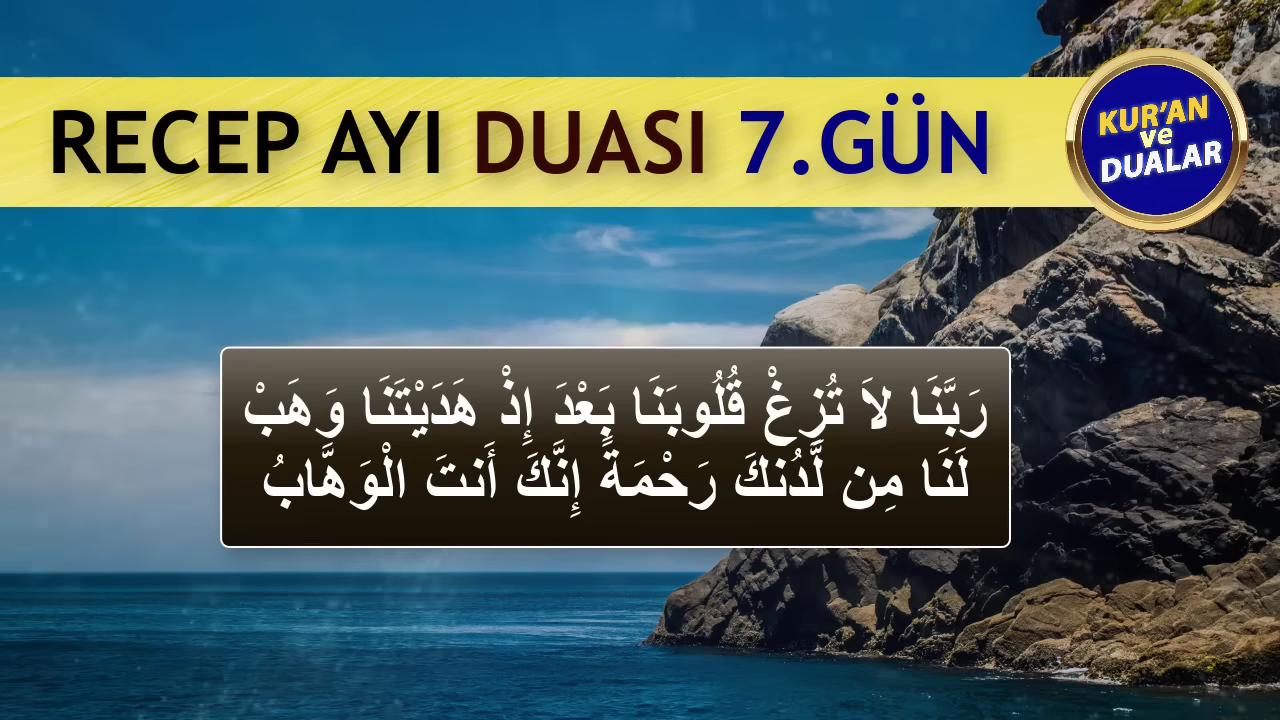 RECEP AYI DUASI 7.GÜN
KUR'AN
ve
DUALAR
رَبَّنَا لاَ تُزِغْ قُلُوبَنَا بَعْدَ إِذْ هَدَيْتَنَا وَهَبْ
لَنَا مِن لَّدُنكَ رَحْمَةً إِنَّكَ أَنتَ الْوَهَّابُ